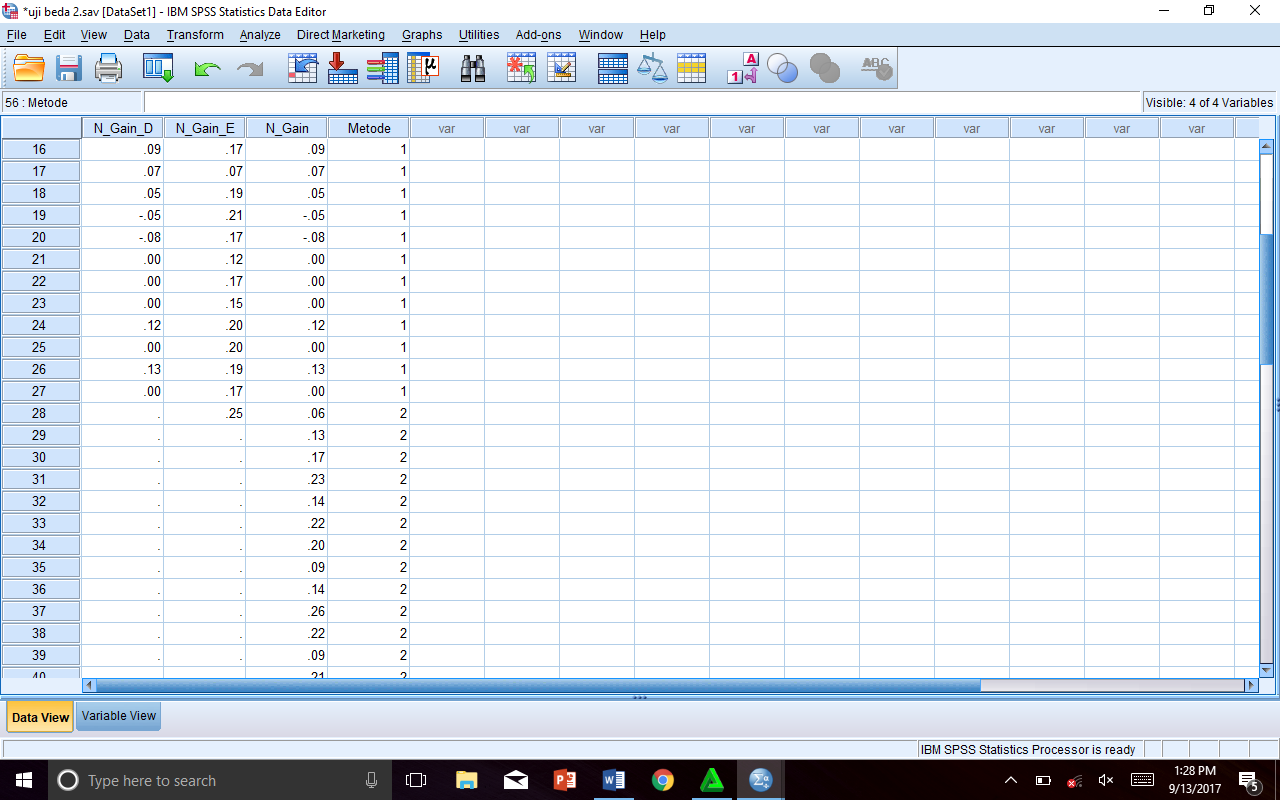 *uji beda 2.sav [DataSet1] - IBM SPSS Statistics Data Editor
File Edit View Data Transform Analyze Direct Marketing Graphs Utilities Add-ons Window Help
56 : Metode
Visible: 4 of 4 Variables
N_Gain_D N_Gain_E N_Gain Metode var var var var var var var var var var var
16 .09 .17 .09 1
17 .07 .07 .07 1
18 .05 .19 .05 1
19 -.05 .21 -.05 1
20 -.08 .17 -.08 1
21 .00 .12 .00 1
22 .00 .17 .00 1
23 .00 .15 .00 1
24 .12 .20 .12 1
25 .00 .20 .00 1
26 .13 .19 .13 1
27 .00 .17 .00 1
28 . .25 .06 2
29 . . .13 2
30 . . .17 2
31 . . .23 2
32 . . .14 2
33 . . .22 2
34 . . .20 2
35 . . .09 2
36 . . .14 2
37 . . .26 2
38 . . .22 2
39 . . .09 2
40 . . .21 2
Data View Variable View
IBM SPSS Statistics Processor is ready
Type here to search
1:28 PM
9/13/2017
5